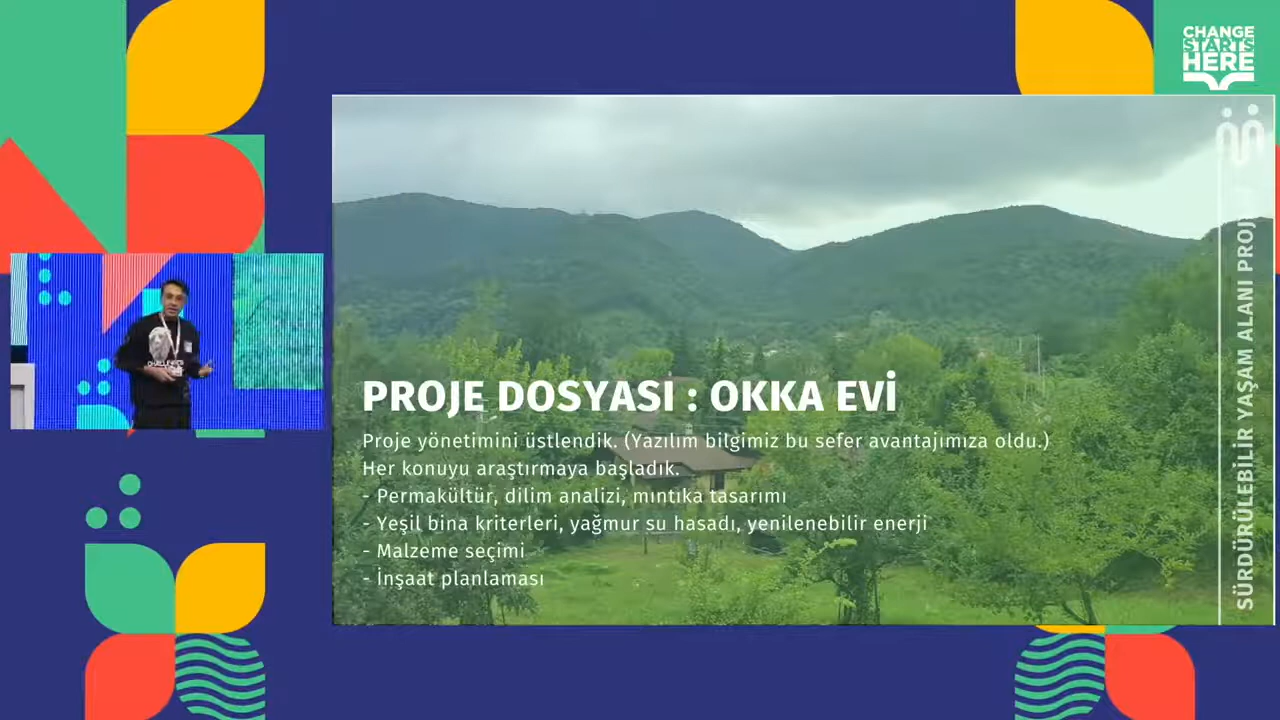 CHANGE
STARTS
HERE
PROJE DOSYASI : OKKA EVİ
Proje yönetimini üstlendik. (Yazılım bilgimiz bu sefer avantajımıza oldu.)
Her konuyu araştırmaya başladık.
- Permakültür, dilim analizi, mıntıka tasarımı
- Yeşil bina kriterleri, yağmur su hasadı, yenilenebilir enerji
- Malzeme seçimi
- İnşaat planlaması
SÜRDÜRÜLEBİLİR YAŞAM ALANI